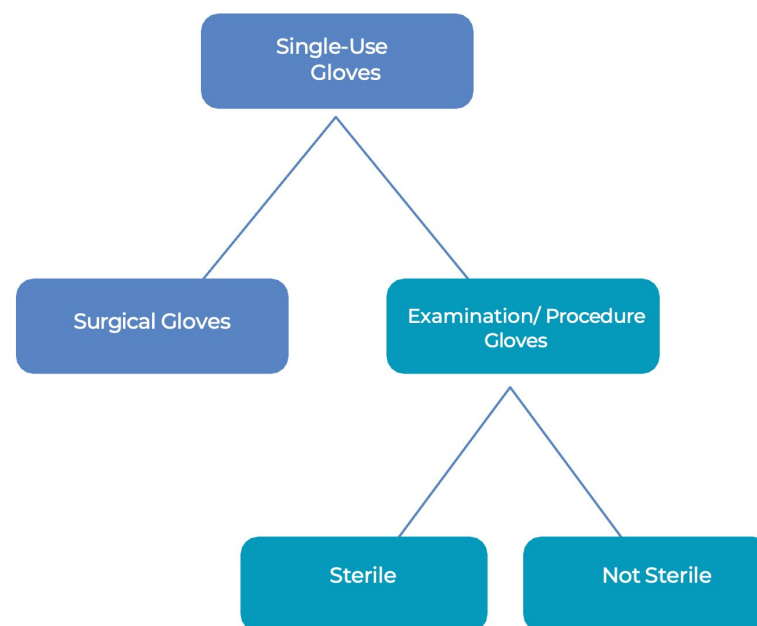 Single-Use
Gloves
Surgical Gloves
Examination/ Procedure
Gloves
Sterile
Not Sterile